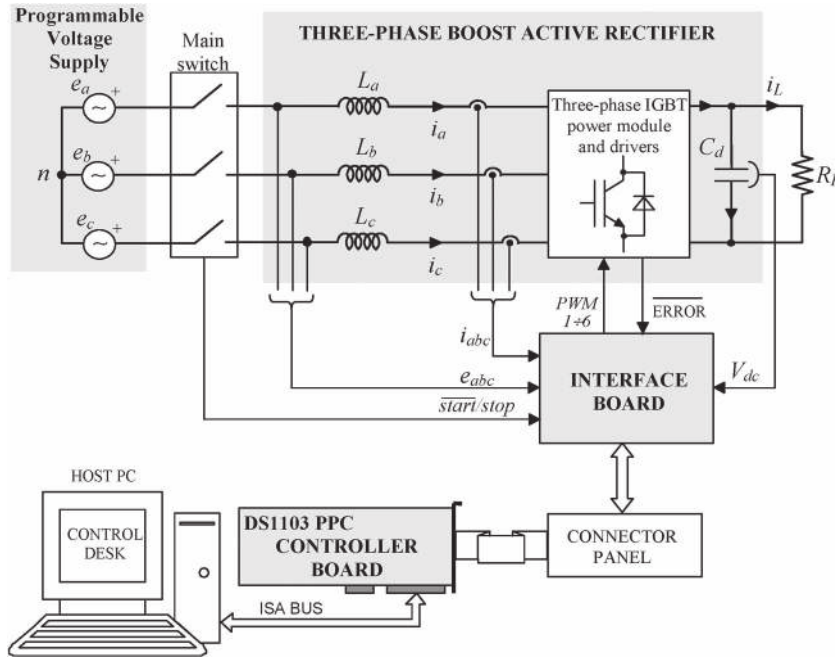 Programmable
Voltage
Supply
Main
switch
THREE-PHASE BOOST ACTIVE RECTIFIER
e_a
+
L_a
i_a
Three-phase IGBT
power module
and drivers
i_L
C_d
n
e_b
+
L_b
i_b
e_c
+
L_c
i_c
PWM
1÷6
ERROR
i_abc
e_abc
start/stop
INTERFACE
BOARD
V_dc
HOST PC
CONTROL
DESK
DS1103 PPC
CONTROLLER
BOARD
CONNECTOR
PANEL
ISA BUS